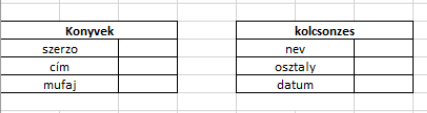 Konyvek kolcsonzes
szerzo nev
cím osztaly
mufaj datum